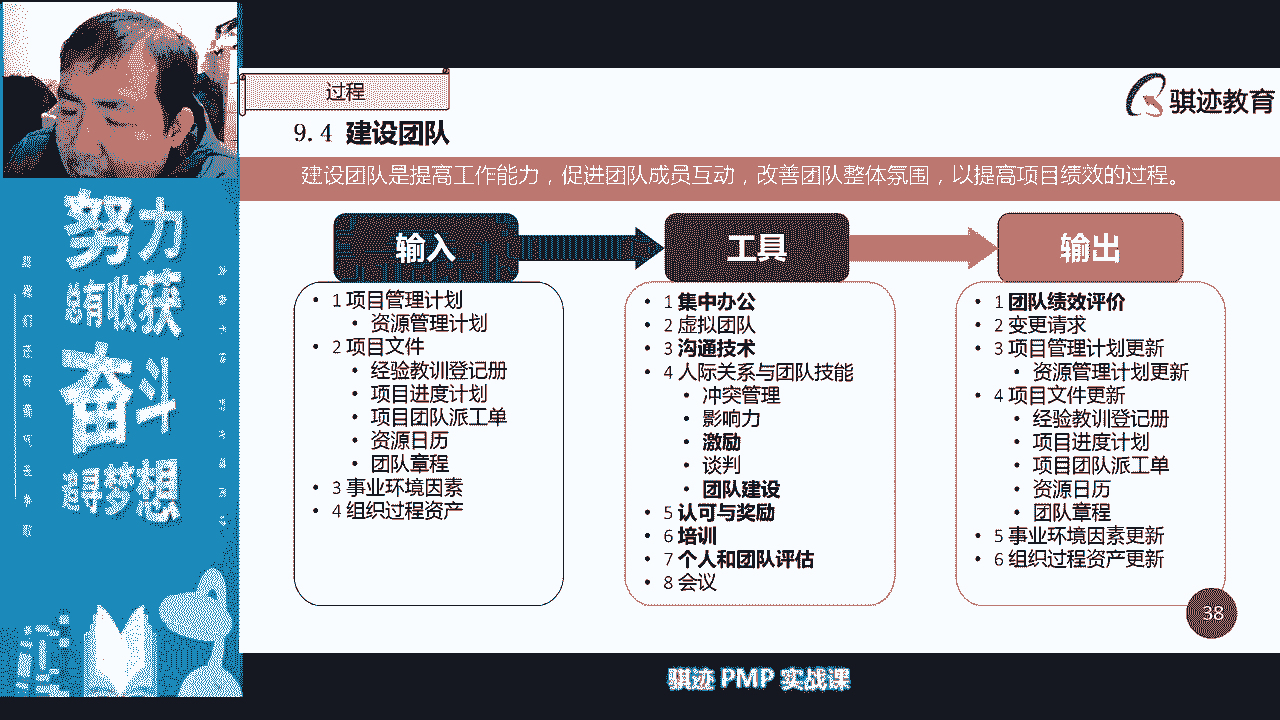 努力
总有收获
奋斗
追寻梦想
过程
骐迹教育
9.4 建设团队
建设团队是提高工作能力，促进团队成员互动，改善团队整体氛围，以提高项目绩效的过程。
输入
• 1 项目管理计划
• 资源管理计划
• 2 项目文件
• 经验教训登记册
• 项目进度计划
• 项目团队派工单
• 资源日历
• 团队章程
• 3 事业环境因素
• 4 组织过程资产
工具
• 1 集中办公
• 2 虚拟团队
• 3 沟通技术
• 4 人际关系与团队技能
• 冲突管理
• 影响力
• 激励
• 谈判
• 团队建设
• 5 认可与奖励
• 6 培训
• 7 个人和团队评估
• 8 会议
输出
• 1 团队绩效评价
• 2 变更请求
• 3 项目管理计划更新
• 资源管理计划更新
• 4 项目文件更新
• 经验教训登记册
• 项目进度计划
• 项目团队派工单
• 资源日历
• 团队章程
• 5 事业环境因素更新
• 6 组织过程资产更新
38
骐迹 PMP 实战课